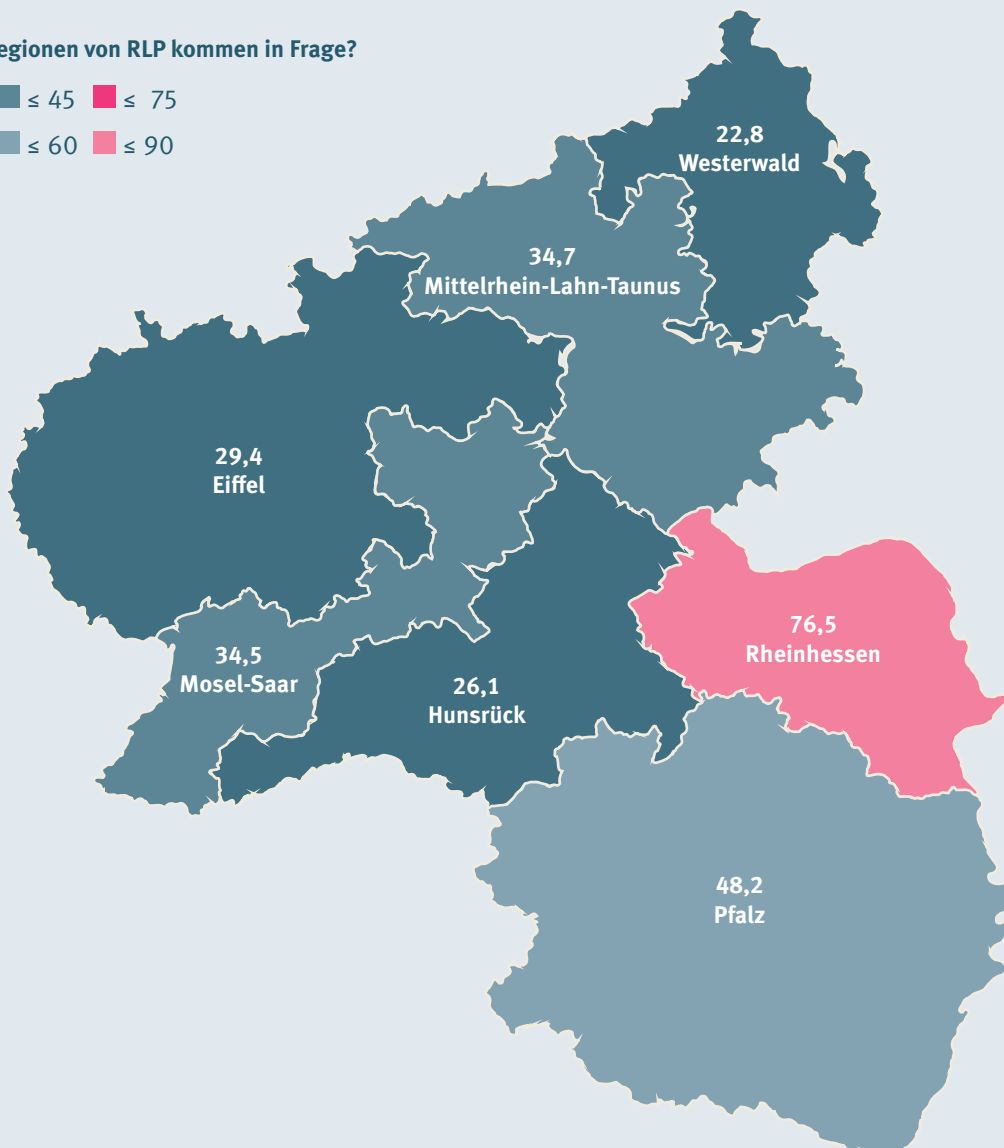 egionen von RLP kommen in Frage?
≤ 45 ≤ 75
≤ 60 ≤ 90
22,8
Westerwald
34,7
Mittelrhein-Lahn-Taunus
29,4
Eiffel
34,5
Mosel-Saar
26,1
Hunsrück
76,5
Rheinhessen
48,2
Pfalz